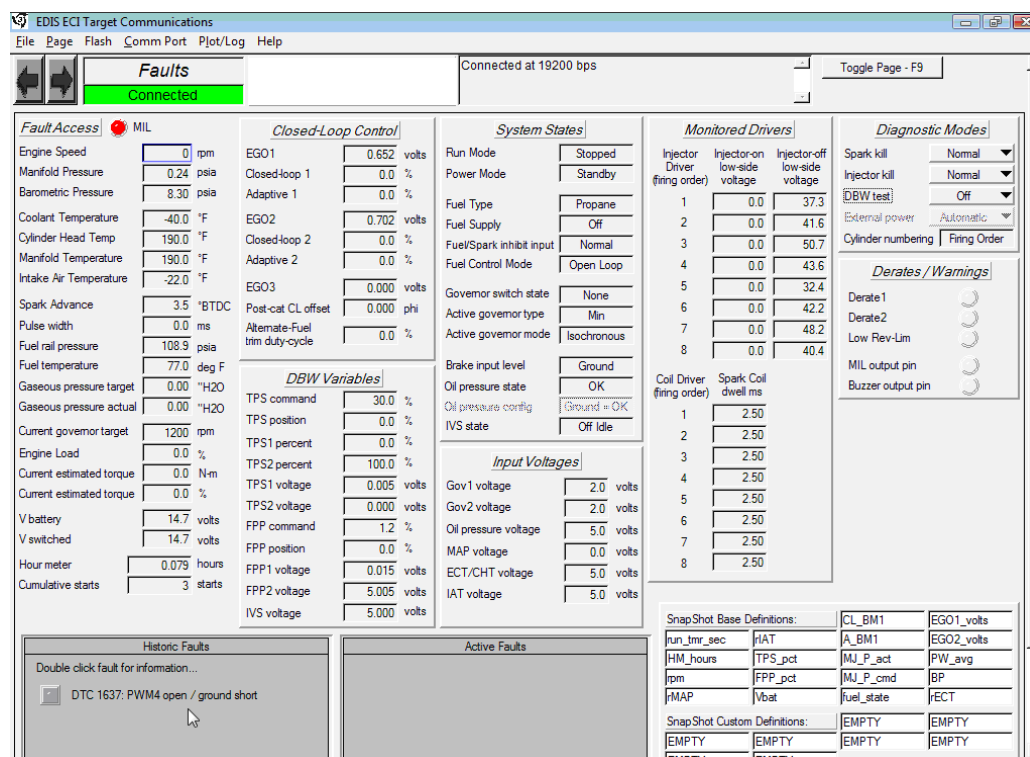 EDIS ECI Target Communications
File Page Flash Comm Port Plot/Log Help
Faults
Connected
Connected at 19200 bps
Toggle Page - F9
Fault Access MIL
Engine Speed 0 rpm
Manifold Pressure 0.24 psia
Barometric Pressure 8.30 psia
Coolant Temperature -40.0 °F
Cylinder Head Temp 190.0 °F
Manifold Temperature 190.0 °F
Intake Air Temperature -22.0 °F
Spark Advance 3.5 °BTDC
Pulse width 0.0 ms
Fuel rail pressure 108.9 psia
Fuel temperature 77.0 deg F
Gaseous pressure target 0.00 "H2O
Gaseous pressure actual 0.00 "H2O
Current governor target 1200 rpm
Engine Load 0.0 %
Current estimated torque 0.0 N-m
Current estimated torque 0.0 %
V battery 14.7 volts
V switched 14.7 volts
Hour meter 0.079 hours
Cumulative starts 3 starts
Closed-Loop Control
EGO1 0.652 volts
Closed-loop 1 0.0 %
Adaptive 1 0.0 %
EGO2 0.702 volts
Closed-loop 2 0.0 %
Adaptive 2 0.0 %
EGO3 0.000 volts
Post-cat CL offset 0.000 phi
Alternate-Fuel
trim duty-cycle 0.0 %
DBW Variables
TPS command 30.0 %
TPS position 0.0 %
TPS1 percent 0.0 %
TPS2 percent 100.0 %
TPS1 voltage 0.005 volts
TPS2 voltage 0.000 volts
FPP command 1.2 %
FPP position 0.0 %
FPP1 voltage 0.015 volts
FPP2 voltage 5.005 volts
IVS voltage 5.000 volts
System States
Run Mode Stopped
Power Mode Standby
Fuel Type Propane
Fuel Supply Off
Fuel/Spark inhibit input Normal
Fuel Control Mode Open Loop
Governor switch state None
Active governor type Min
Active governor mode Isochronous
Brake input level Ground
Oil pressure state OK
Oil pressure config Ground = OK
IVS state Off Idle
Input Voltages
Gov1 voltage 2.0 volts
Gov2 voltage 2.0 volts
Oil pressure voltage 5.0 volts
MAP voltage 0.0 volts
ECT/CHT voltage 5.0 volts
IAT voltage 5.0 volts
Monitored Drivers
Injector Injector-on Injector-off
Driver low-side low-side
(firing order) voltage voltage
1 0.0 37.3
2 0.0 41.6
3 0.0 50.7
4 0.0 43.6
5 0.0 32.4
6 0.0 42.2
7 0.0 48.2
8 0.0 40.4
Coil Driver Spark Coil
(firing order) dwell ms
1 2.50
2 2.50
3 2.50
4 2.50
5 2.50
6 2.50
7 2.50
8 2.50
Diagnostic Modes
Spark kill Normal
Injector kill Normal
DBW test Off
External power Automatic
Cylinder numbering Firing Order
Derates / Warnings
Derate1
Derate2
Low Rev-Lim
MIL output pin
Buzzer output pin
Historic Faults
Double click fault for information...
DTC 1637: PWM4 open / ground short
Active Faults
SnapShot Base Definitions: CL_BM1 EGO1_volts
run_tmr_sec rIAT A_BM1 EGO2_volts
HM_hours TPS_pct MJ_P_act PW_avg
rpm FPP_pct MJ_P_cmd BP
rMAP Vbat fuel_state rECT
SnapShot Custom Definitions: EMPTY EMPTY
EMPTY EMPTY EMPTY EMPTY